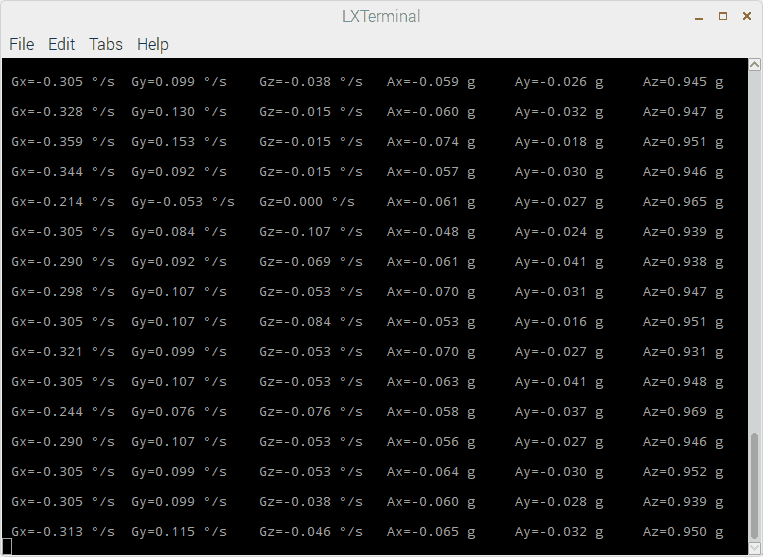 LXTerminal
File Edit Tabs Help
Gx=-0.305 °/s Gy=0.099 °/s Gz=-0.038 °/s Ax=-0.059 g Ay=-0.026 g Az=0.945 g
Gx=-0.328 °/s Gy=0.130 °/s Gz=-0.015 °/s Ax=-0.060 g Ay=-0.032 g Az=0.947 g
Gx=-0.359 °/s Gy=0.153 °/s Gz=-0.015 °/s Ax=-0.074 g Ay=-0.018 g Az=0.951 g
Gx=-0.344 °/s Gy=0.092 °/s Gz=-0.015 °/s Ax=-0.057 g Ay=-0.030 g Az=0.946 g
Gx=-0.214 °/s Gy=-0.053 °/s Gz=0.000 °/s Ax=-0.061 g Ay=-0.027 g Az=0.965 g
Gx=-0.305 °/s Gy=0.084 °/s Gz=-0.107 °/s Ax=-0.048 g Ay=-0.024 g Az=0.939 g
Gx=-0.290 °/s Gy=0.092 °/s Gz=-0.069 °/s Ax=-0.061 g Ay=-0.041 g Az=0.938 g
Gx=-0.298 °/s Gy=0.107 °/s Gz=-0.053 °/s Ax=-0.070 g Ay=-0.031 g Az=0.947 g
Gx=-0.305 °/s Gy=0.107 °/s Gz=-0.084 °/s Ax=-0.053 g Ay=-0.016 g Az=0.951 g
Gx=-0.321 °/s Gy=0.099 °/s Gz=-0.053 °/s Ax=-0.070 g Ay=-0.027 g Az=0.931 g
Gx=-0.305 °/s Gy=0.107 °/s Gz=-0.053 °/s Ax=-0.063 g Ay=-0.041 g Az=0.948 g
Gx=-0.244 °/s Gy=0.076 °/s Gz=-0.076 °/s Ax=-0.058 g Ay=-0.037 g Az=0.969 g
Gx=-0.290 °/s Gy=0.107 °/s Gz=-0.053 °/s Ax=-0.056 g Ay=-0.027 g Az=0.946 g
Gx=-0.305 °/s Gy=0.099 °/s Gz=-0.053 °/s Ax=-0.064 g Ay=-0.030 g Az=0.952 g
Gx=-0.305 °/s Gy=0.099 °/s Gz=-0.038 °/s Ax=-0.060 g Ay=-0.028 g Az=0.939 g
Gx=-0.313 °/s Gy=0.115 °/s Gz=-0.046 °/s Ax=-0.065 g Ay=-0.032 g Az=0.950 g